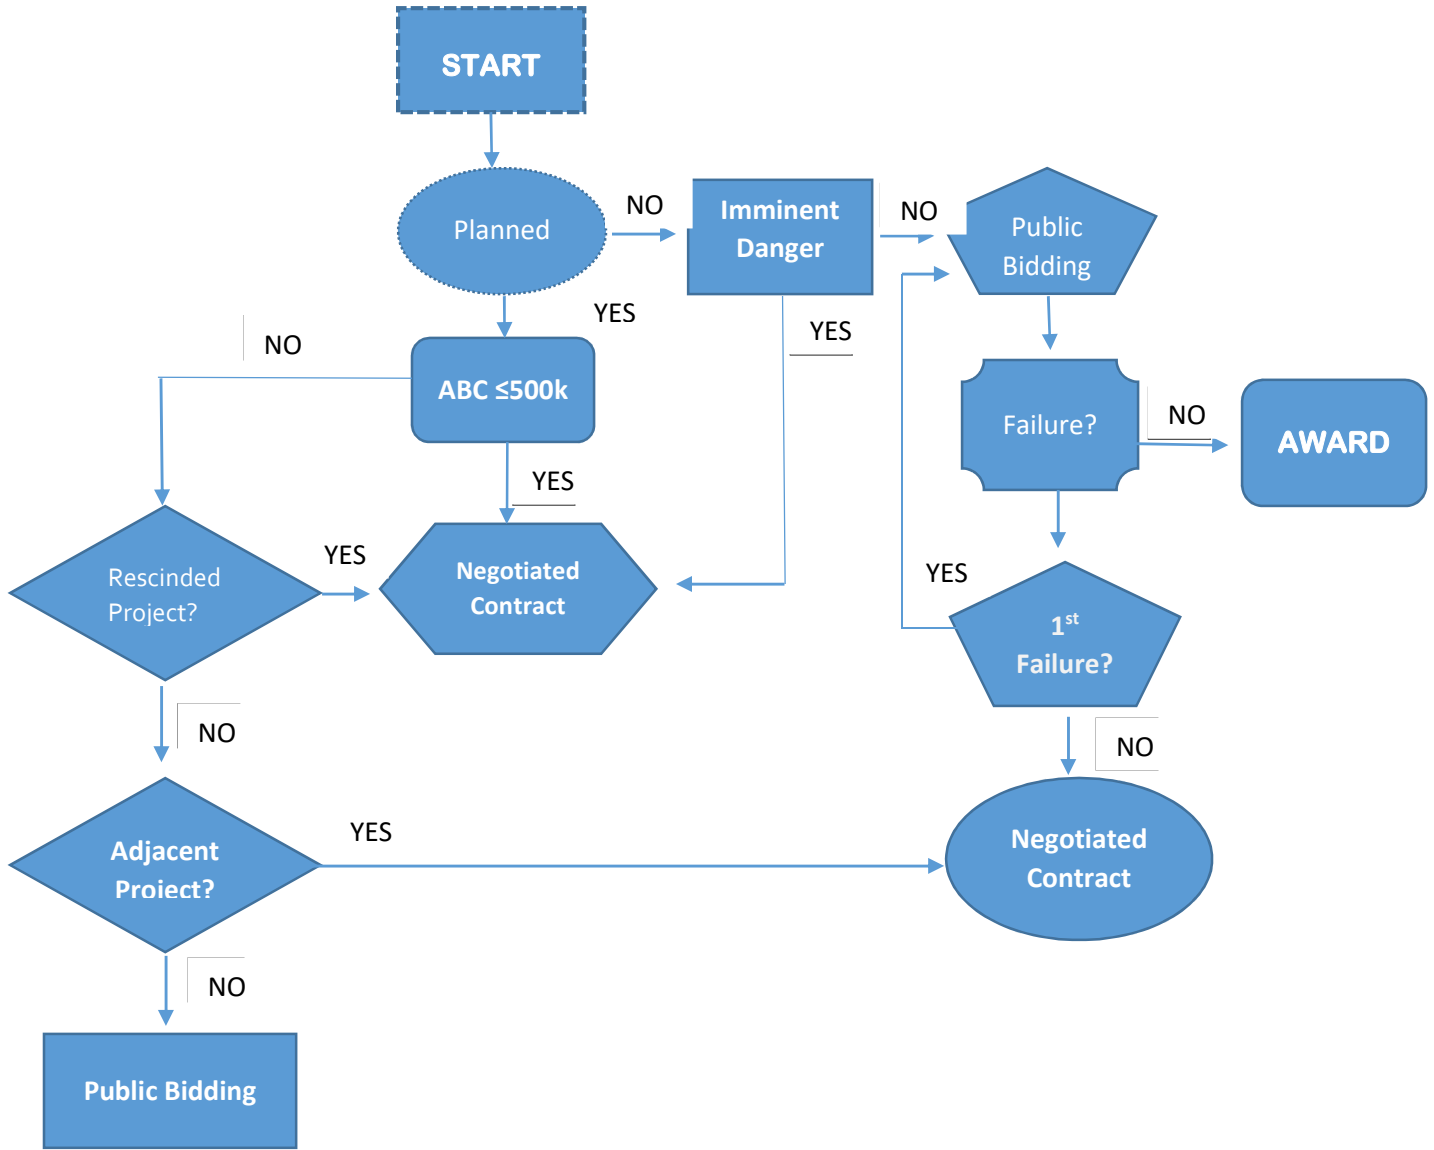 START
Planned
NO
Imminent
Danger
NO
Public
Bidding
YES
NO
YES
ABC ≤500k
Failure?
NO
AWARD
YES
Rescinded
Project?
YES
Negotiated
Contract
YES
1st
Failure?
NO
NO
Adjacent
Project?
YES
Negotiated
Contract
NO
Public Bidding